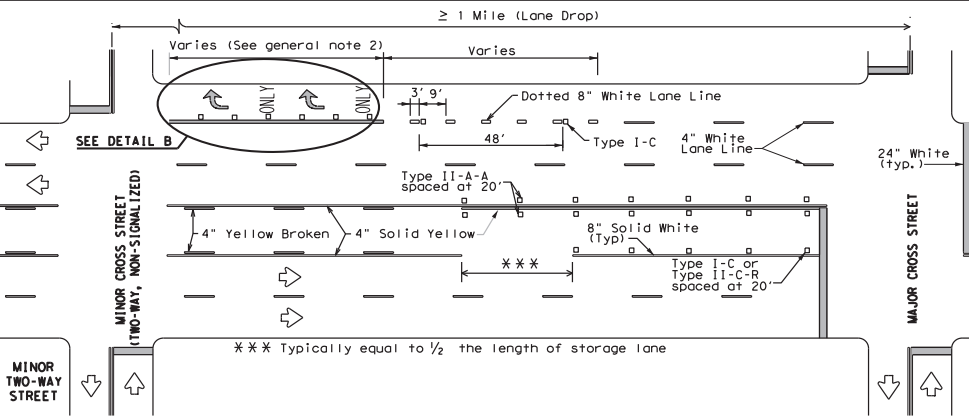 ≥ 1 Mile (Lane Drop)
Varies (See general note 2)
Varies
ONLY
ONLY
3' 9'
Dotted 8" White Lane Line
SEE DETAIL B
48'
Type I-C
4" White
Lane Line
24" White
(typ.)
Type II-A-A
spaced at 20'
4" Yellow Broken
4" Solid Yellow
8" Solid White
(Typ)
***
Type I-C or
Type II-C-R
spaced at 20'
MINOR CROSS STREET
(TWO-WAY, NON-SIGNALIZED)
MAJOR CROSS STREET
*** Typically equal to ½ the length of storage lane
MINOR
TWO-WAY
STREET